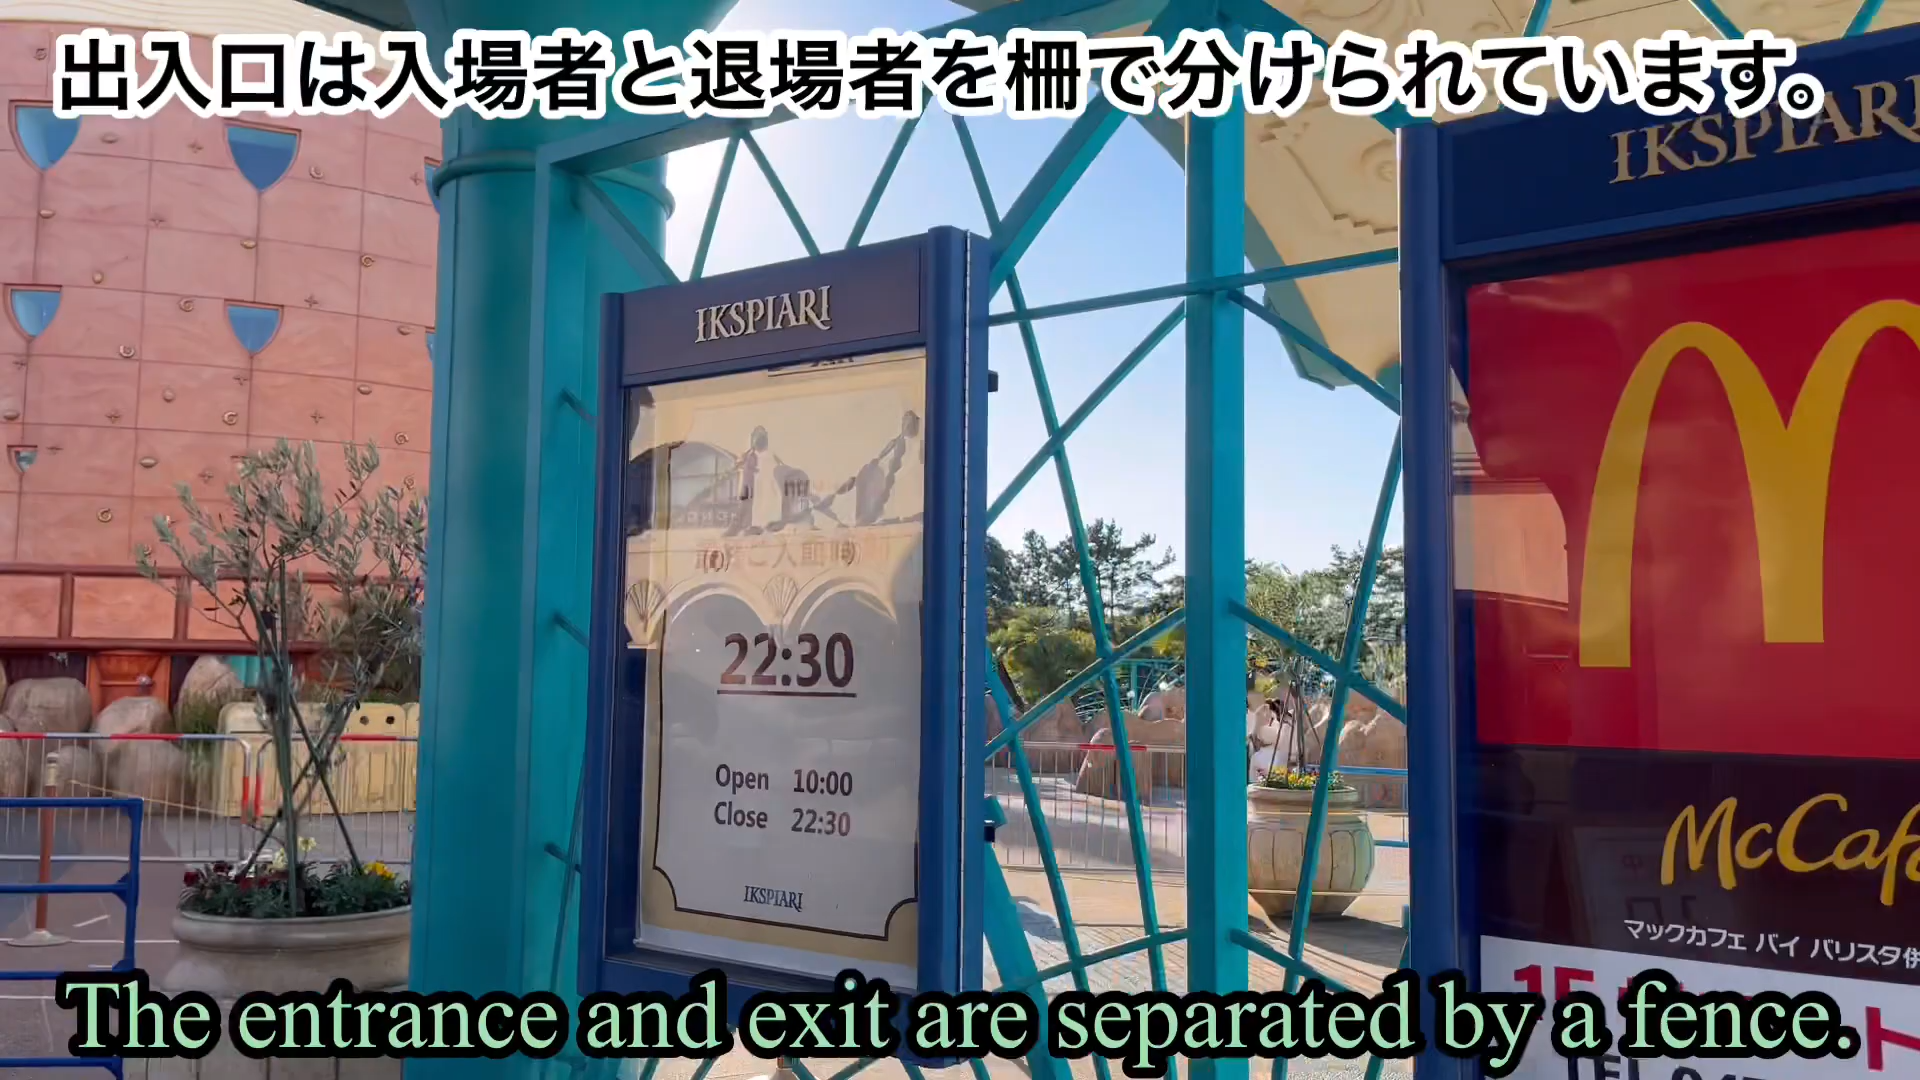 出入口は入場者と退場者を柵で分けられています。
IKSPIARI
IKSPIARI
22:30
Open 10:00
Close 22:30
IKSPIARI
McCafé
マックカフェ バイ バリスタ併
The entrance and exit are separated by a fence.